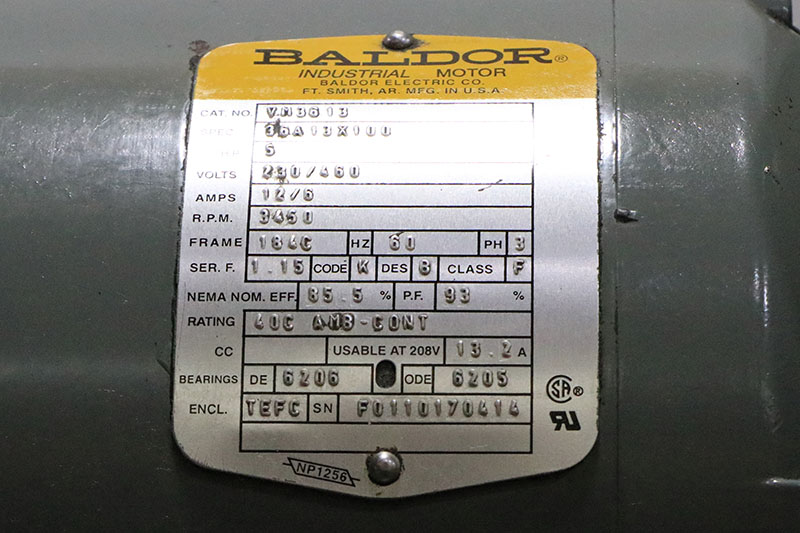 BALDOR®
INDUSTRIAL MOTOR
BALDOR ELECTRIC CO.
FT. SMITH, AR. MFG. IN U.S.A
CAT. NO. VM3613
SPEC. 36A13X100
H.P. 5
VOLTS 230/460
AMPS 12/6
R.P.M. 3450
FRAME 184C HZ 60 PH 3
SER. F. 1.15 CODE K DES B CLASS F
NEMA NOM. EFF. 85.5 % P.F. 93 %
RATING 40C AMB-CONT
CC USABLE AT 208V 13.2 A
BEARINGS DE 6206 ODE 6205
ENCL. TEFC SN F0110170414
SA®
NP1256